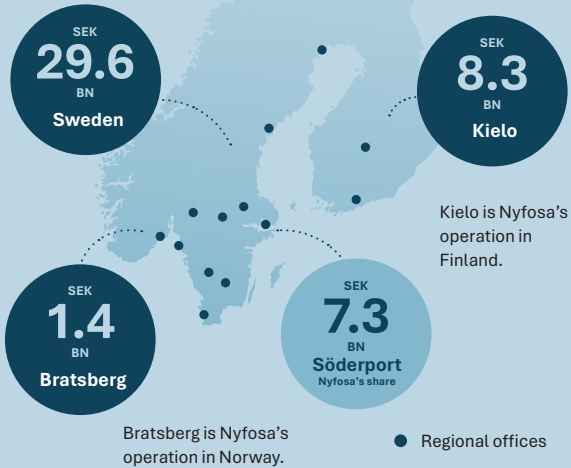 SEK
29.6
BN
Sweden
SEK
8.3
BN
Kielo
Kielo is Nyfosa's
operation in
Finland.
SEK
1.4
BN
Bratsberg
SEK
7.3
BN
Söderport
Nyfosa's share
Bratsberg is Nyfosa's
operation in Norway.
Regional offices